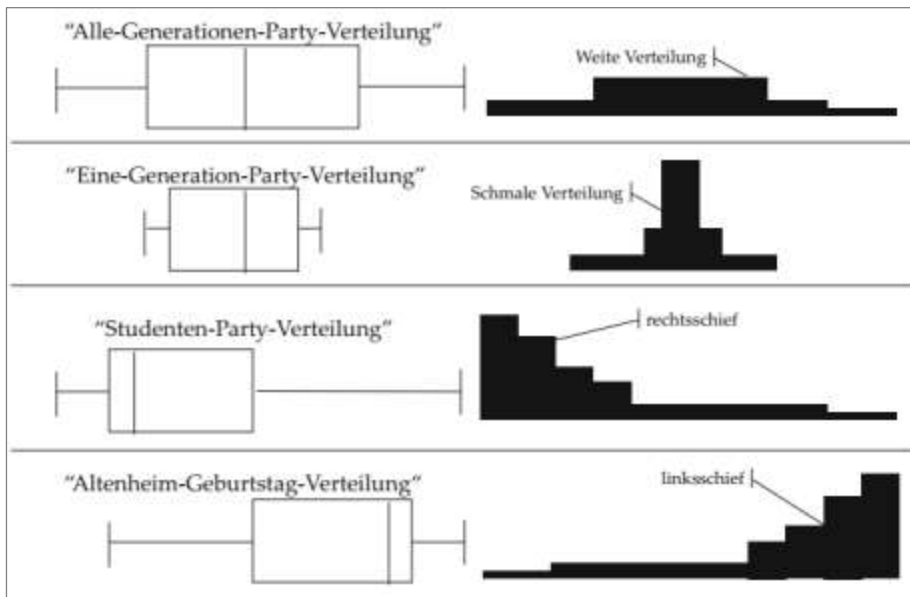 “Alle-Generationen-Party-Verteilung”
Weite Verteilung
“Eine-Generation-Party-Verteilung”
Schmale Verteilung
“Studenten-Party-Verteilung”
rechtsschief
“Altenheim-Geburtstag-Verteilung”
linksschief